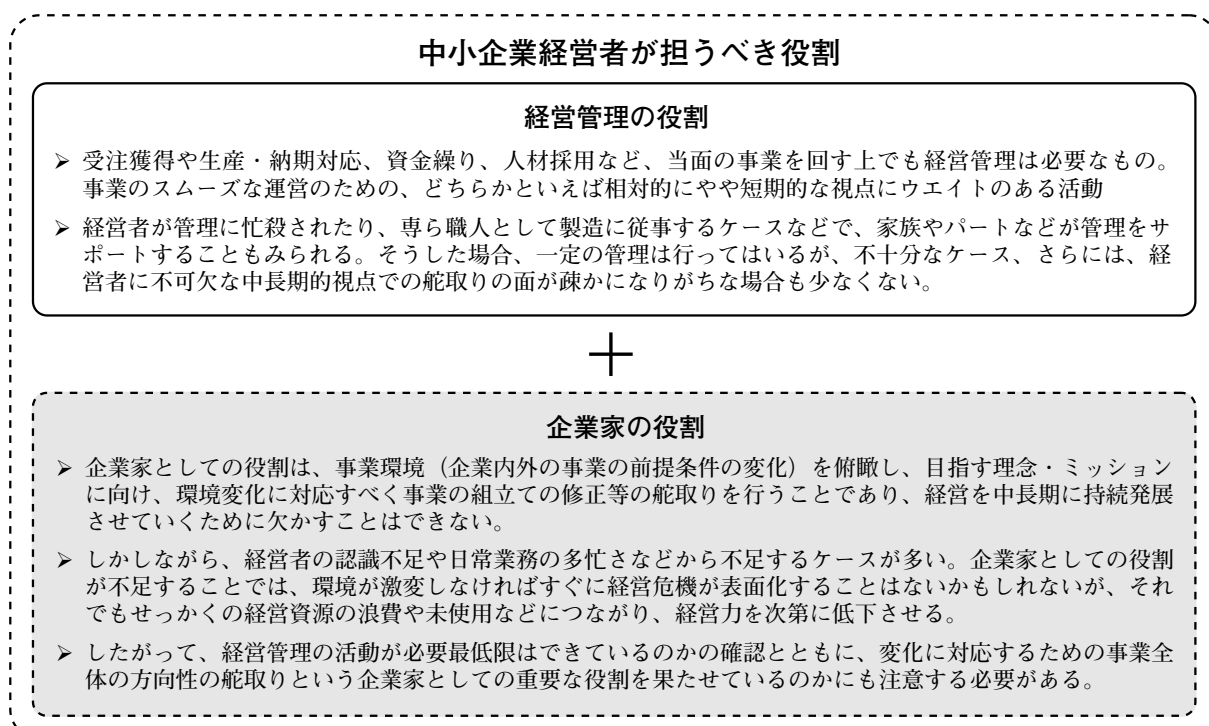 中小企業経営者が担うべき役割
経営管理の役割
➢ 受注獲得や生産・納期対応、資金繰り、人材採用など、当面の事業を回す上でも経営管理は必要なもの。
事業のスムーズな運営のための、どちらかといえば相対的にやや短期的な視点にウエイトのある活動
➢ 経営者が管理に忙殺されたり、専ら職人として製造に従事するケースなどで、家族やパートなどが管理をサ
ポートすることもみられる。そうした場合、一定の管理は行ってはいるが、不十分なケース、さらには、経
営者に不可欠な中長期的視点での舵取りの面が疎かになりがちな場合も少なくない。
＋
企業家の役割
➢ 企業家としての役割は、事業環境（企業内外の事業の前提条件の変化）を俯瞰し、目指す理念・ミッション
に向け、環境変化に対応すべく事業の組立ての修正等の舵取りを行うことであり、経営を中長期に持続発展
させていくために欠かすことはできない。
➢ しかしながら、経営者の認識不足や日常業務の多忙さなどから不足するケースが多い。企業家としての役割
が不足することでは、環境が激変しなければすぐに経営危機が表面化することはないかもしれないが、それ
でもせっかくの経営資源の浪費や未使用などにつながり、経営力を次第に低下させる。
➢ したがって、経営管理の活動が必要最低限はできているのかの確認とともに、変化に対応するための事業全
体の方向性の舵取りという企業家としての重要な役割を果たせているのかにも注意する必要がある。